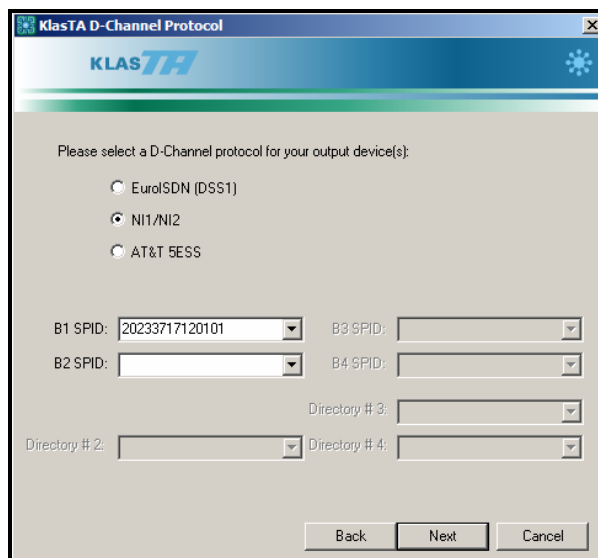 KlasTA D-Channel Protocol
KLAS TA
Please select a D-Channel protocol for your output device(s):
EuroISDN (DSS1)
NI1/NI2
AT&T 5ESS
B1 SPID: 20233717120101 B3 SPID:
B2 SPID: B4 SPID:
Directory # 3:
Directory # 2: Directory # 4:
Back Next Cancel